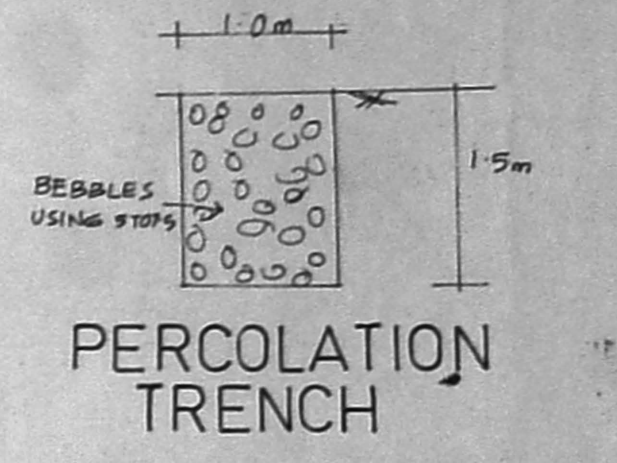 1.0m
1.5m
BEBBLES
USING STOPS
PERCOLATION
TRENCH